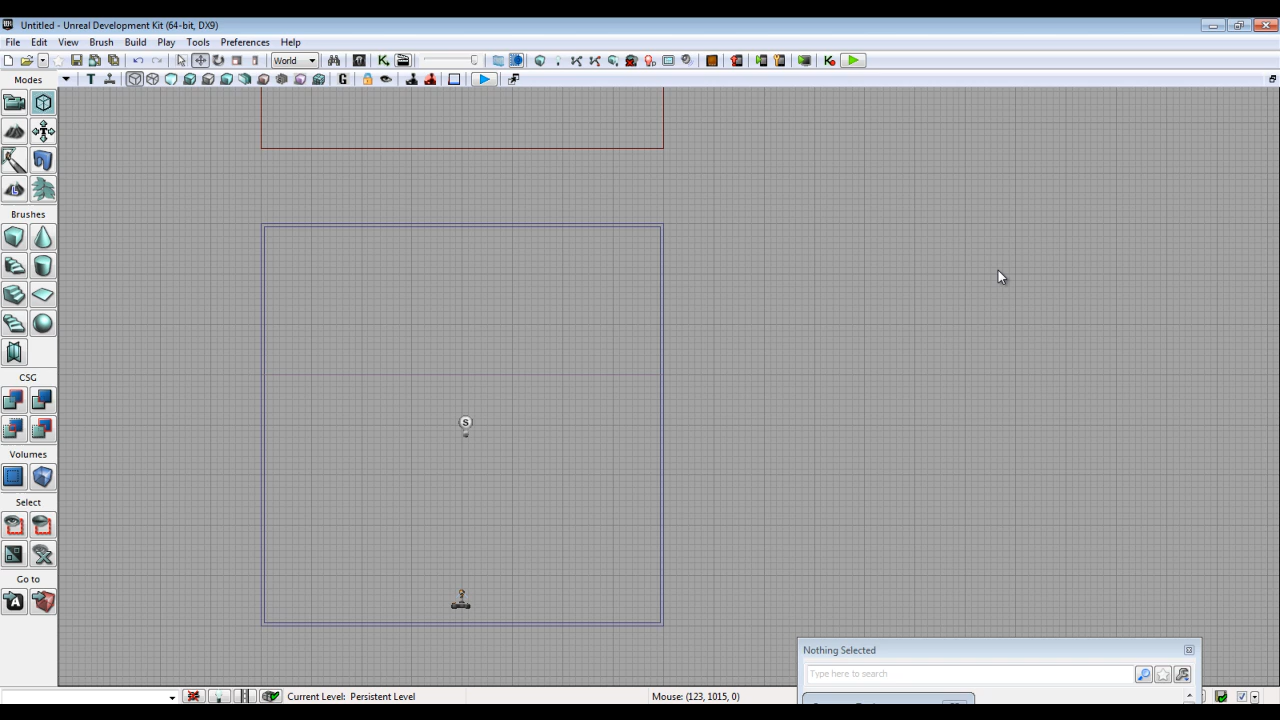 Untitled - Unreal Development Kit (64-bit, DX9)
File Edit View Brush Build Play Tools Preferences Help
World
Modes
T
G
L
Brushes
S
CSG
Volumes
Select
Go to
A
Nothing Selected
Type here to search
Current Level: Persistent Level
Mouse: (123, 1015, 0)